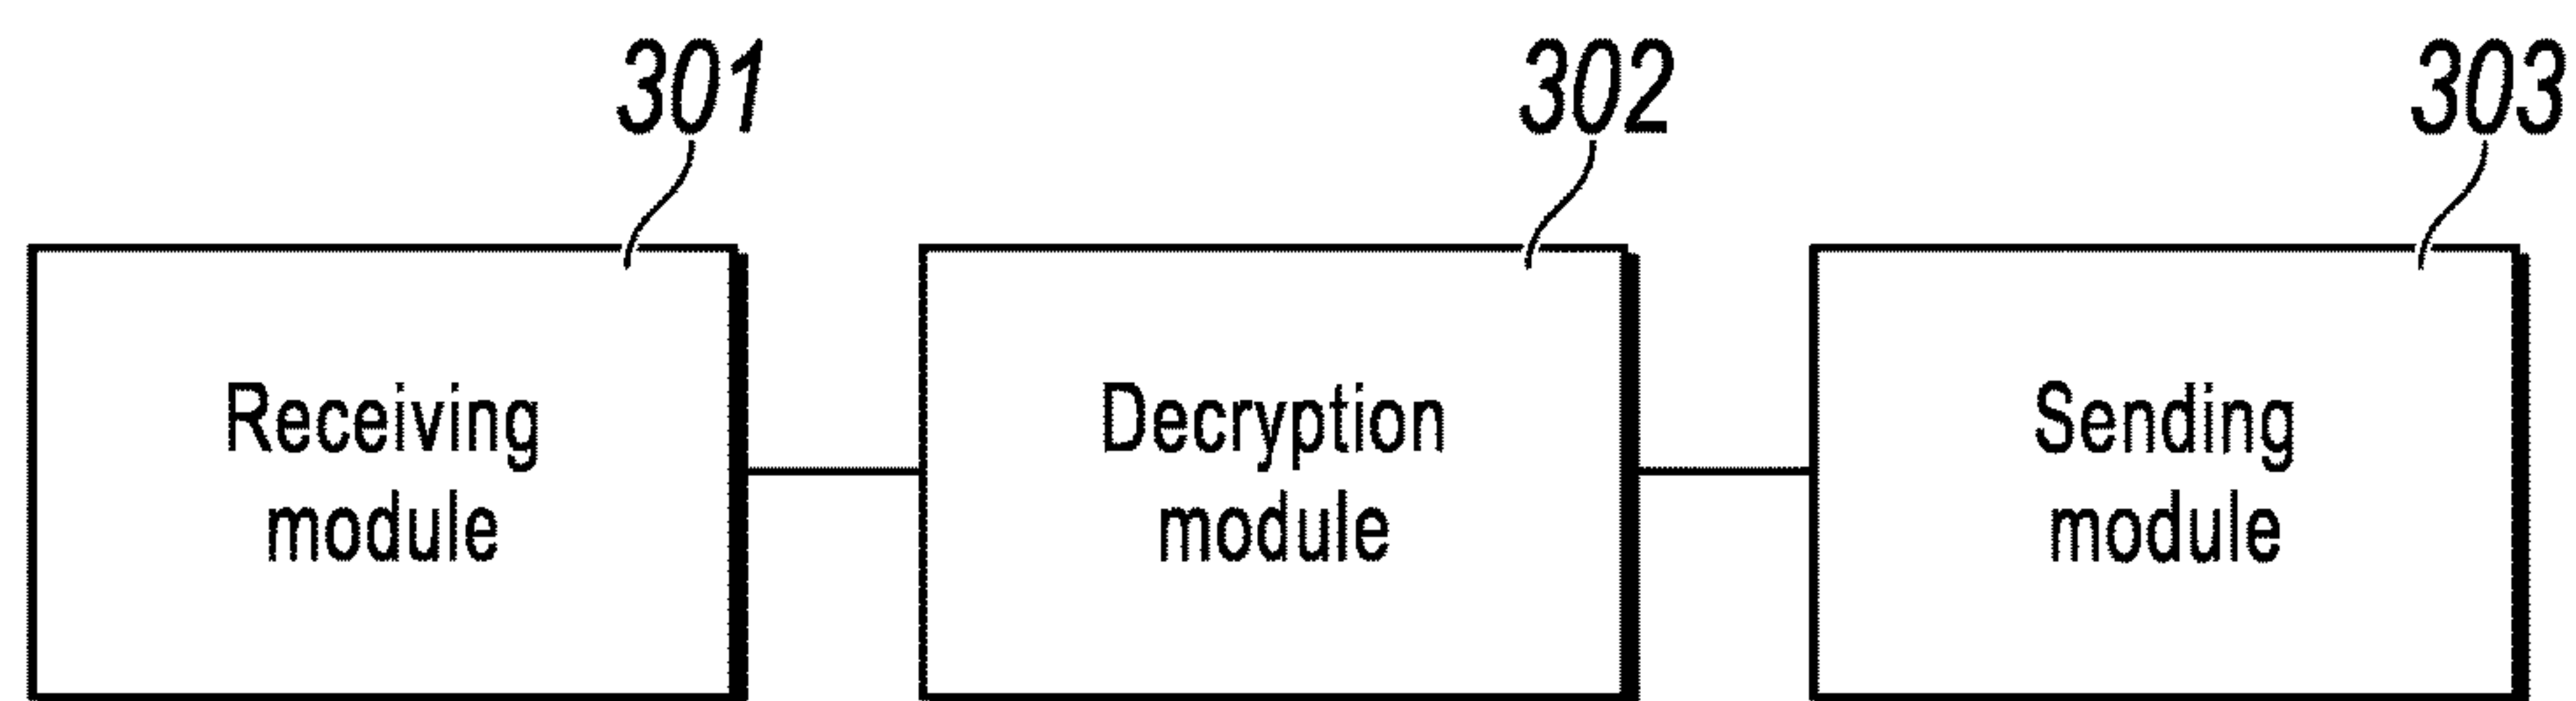 301
302
303
Receiving
module
Decryption
module
Sending
module